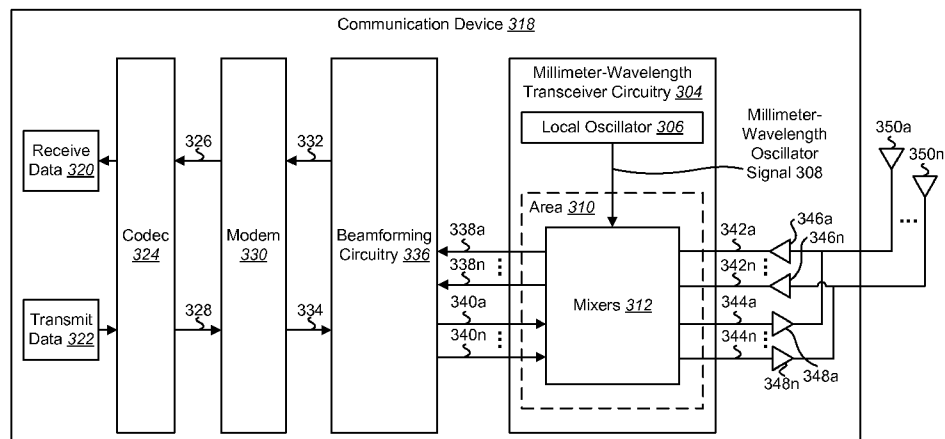 Communication Device 318
Millimeter-Wavelength
Transceiver Circuitry 304
Local Oscillator 306
Millimeter-
Wavelength
Oscillator
Signal 308
350a
350n
...
Receive
Data 320
326
332
Area 310
Codec
324
Modem
330
Beamforming
Circuitry 336
338a
338n
340a
340n
Mixers 312
342a
342n
344a
344n
346a
346n
348a
348n
Transmit
Data 322
328
334